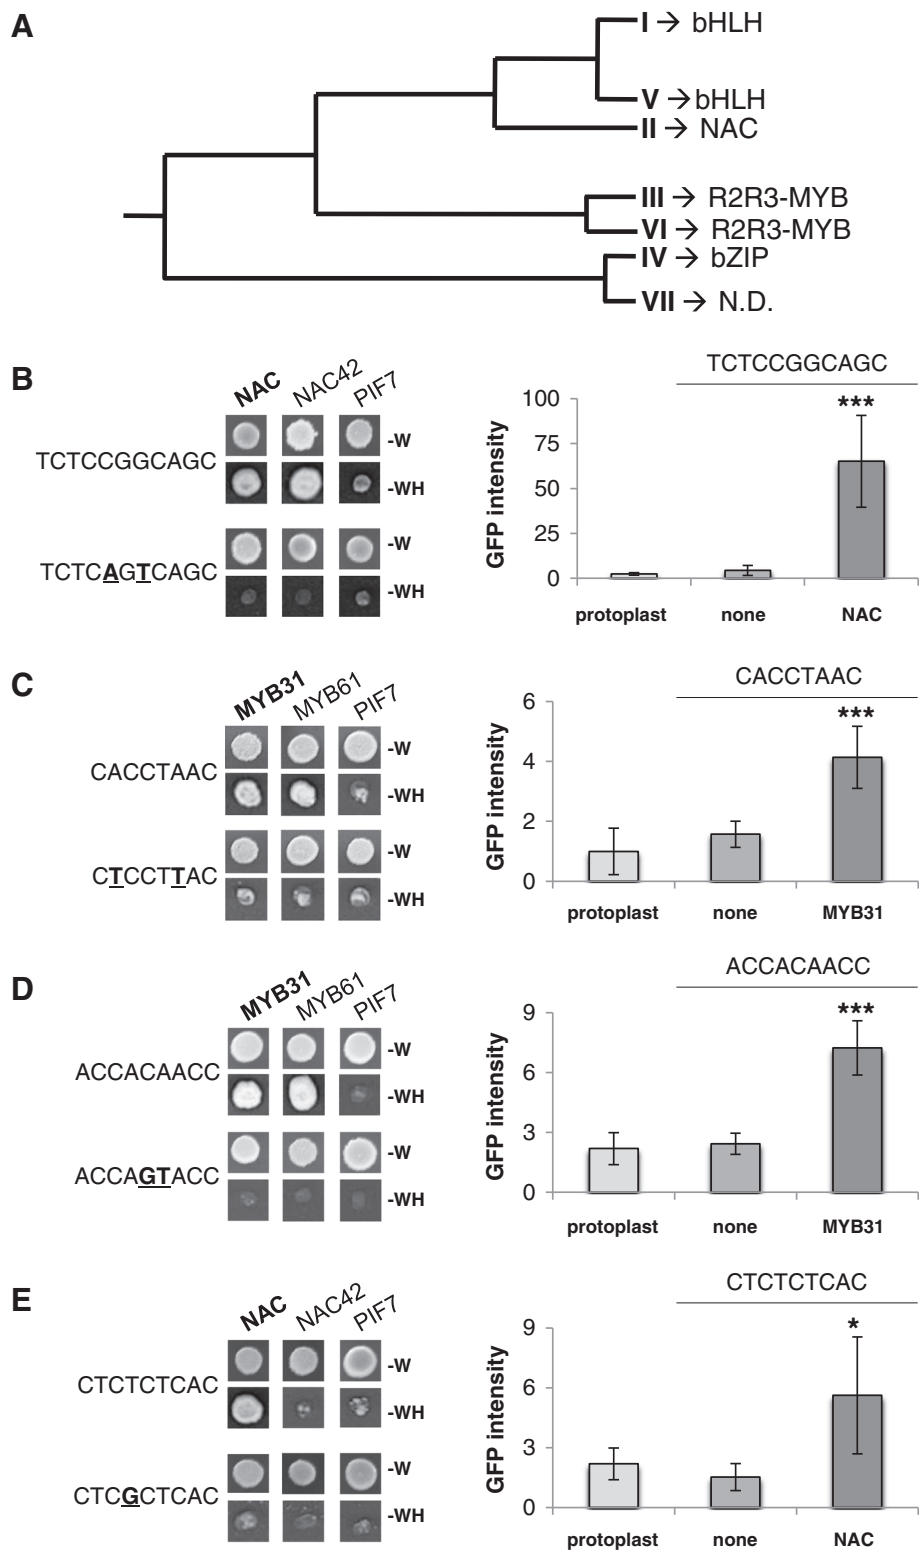 A
I → bHLH
V → bHLH
II → NAC
III → R2R3-MYB
VI → R2R3-MYB
IV → bZIP
VII → N.D.
B
NAC NAC42 PIF7
TCTCCGGCAGC
-W
-WH
TCTCAGTCAGC
-W
-WH
TCTCCGGCAGC
***
GFP intensity
100
75
50
25
0
protoplast none NAC
C
MYB31 MYB61 PIF7
CACCTAAC
-W
-WH
CTCCTTAC
-W
-WH
CACCTAAC
***
GFP intensity
6
4
2
0
protoplast none MYB31
D
MYB31 MYB61 PIF7
ACCACAACC
-W
-WH
ACCAGTACC
-W
-WH
ACCACAACC
***
GFP intensity
9
6
3
0
protoplast none MYB31
E
NAC NAC42 PIF7
CTCTCTCAC
-W
-WH
CTCGCTCAC
-W
-WH
CTCTCTCAC
*
GFP intensity
9
6
3
0
protoplast none NAC